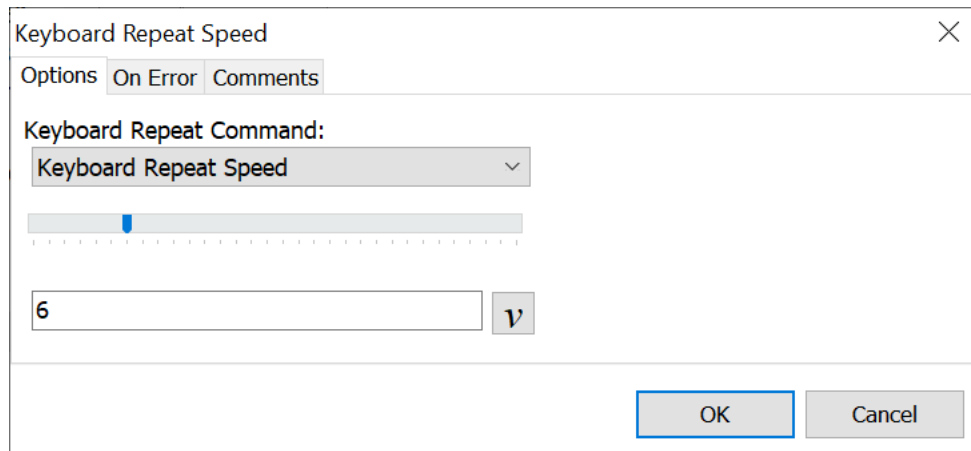 Keyboard Repeat Speed
Options On Error Comments
Keyboard Repeat Command:
Keyboard Repeat Speed
6
v
OK Cancel